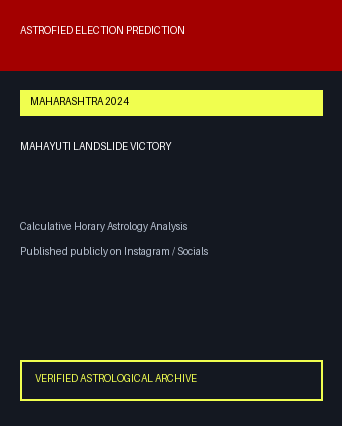 ASTROFIED ELECTION PREDICTION
MAHARASHTRA 2024
MAHAYUTI LANDSLIDE VICTORY
Calculative Horary Astrology Analysis
Published publicly on Instagram / Socials
VERIFIED ASTROLOGICAL ARCHIVE